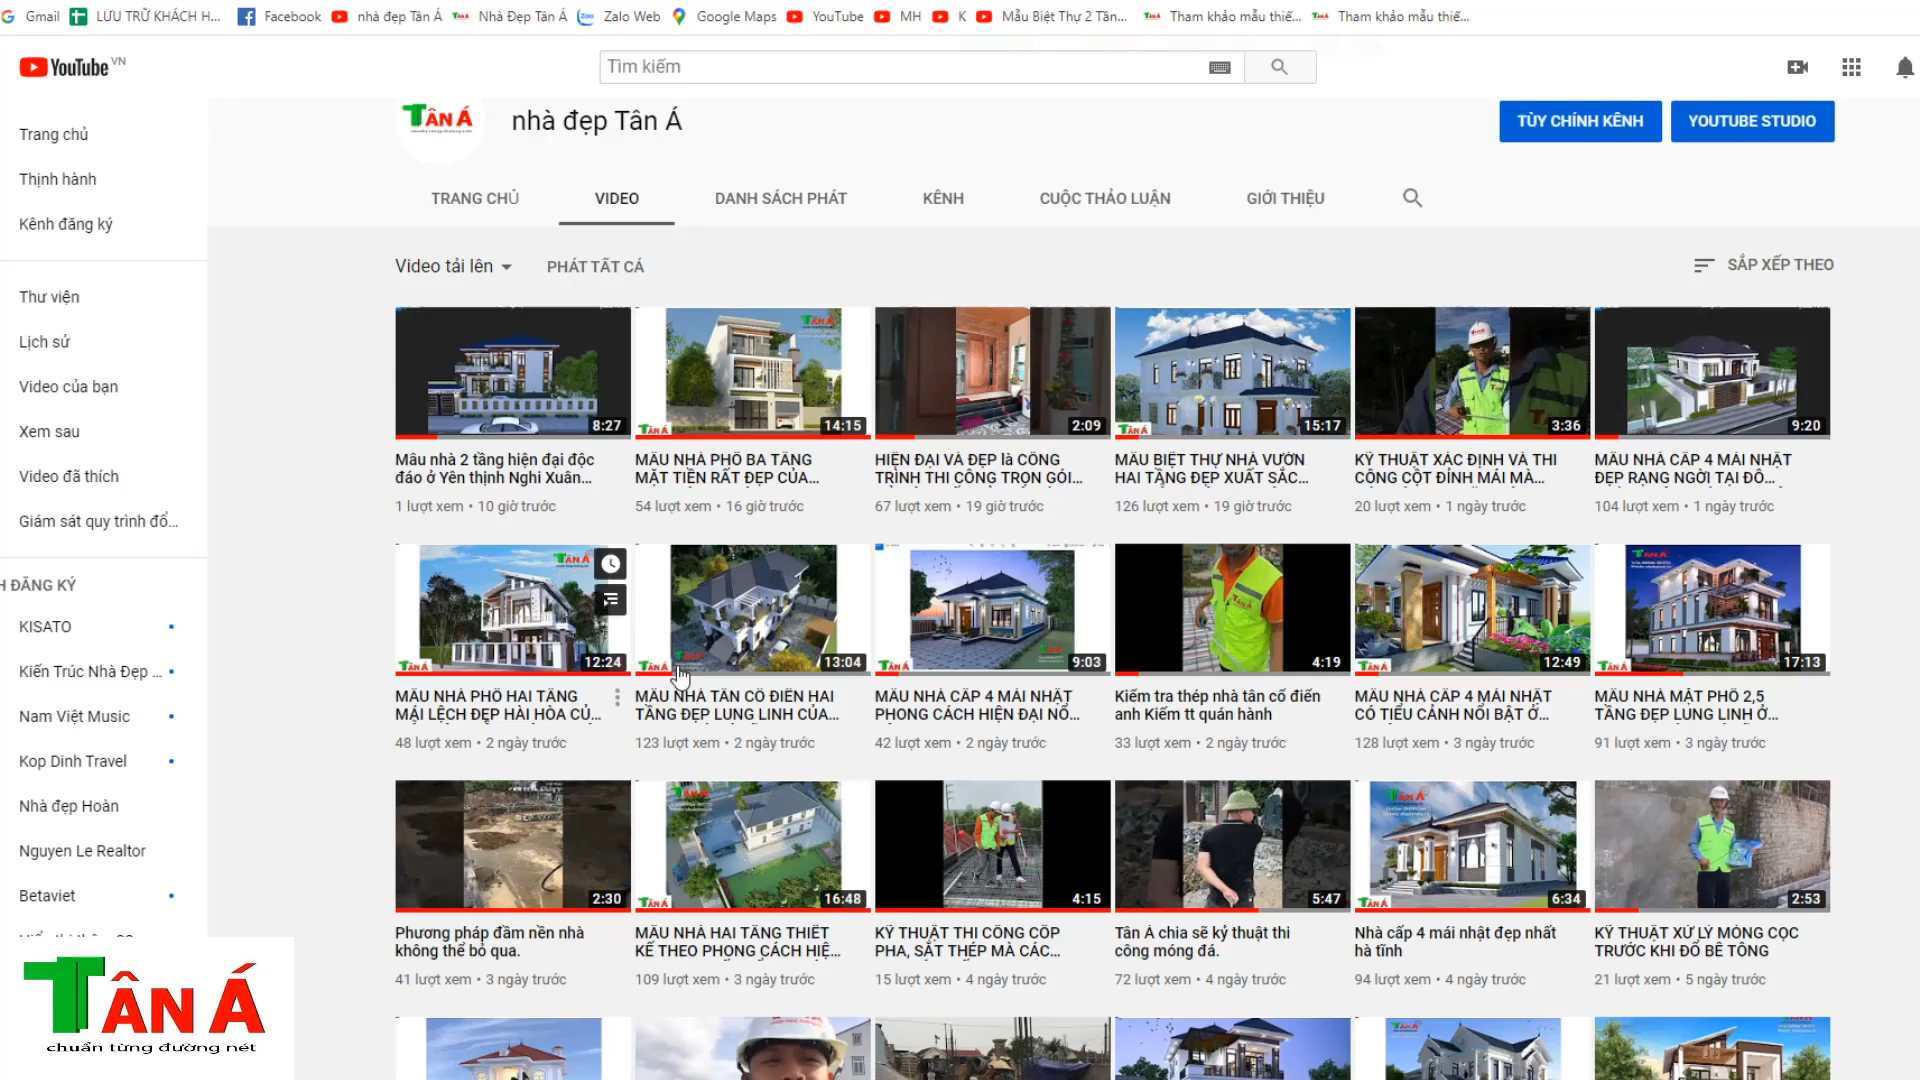 Gmail LƯU TRỮ KHÁCH H... Facebook nhà đẹp Tân Á Nhà Đẹp Tân Á Zalo Web Google Maps YouTube MH K Mẫu Biệt Thự 2 Tần... Tham khảo mẫu thiế... Tham khảo mẫu thiế...
YouTube VN
Tìm kiếm
TÂN Á nhà đẹp Tân Á
TÙY CHỈNH KÊNH YOUTUBE STUDIO
Trang chủ
Thịnh hành
Kênh đăng ký
TRANG CHỦ VIDEO DANH SÁCH PHÁT KÊNH CUỘC THẢO LUẬN GIỚI THIỆU
Video tải lên PHÁT TẤT CẢ SẮP XẾP THEO
Thư viện
Lịch sử
Video của bạn
Xem sau
Video đã thích
Giám sát quy trình đổ...
H ĐĂNG KÝ
KISATO
Kiến Trúc Nhà Đẹp ...
Nam Việt Music
Kop Dinh Travel
Nhà đẹp Hoàn
Nguyen Le Realtor
Betaviet
8:27 14:15 2:09 15:17 3:36 9:20
Mẫu nhà 2 tầng hiện đại độc
đáo ở Yên thịnh Nghi Xuân...
1 lượt xem • 10 giờ trước
MẪU NHÀ PHỐ BA TẦNG
MẶT TIỀN RẤT ĐẸP CỦA...
54 lượt xem • 16 giờ trước
HIỆN ĐẠI VÀ ĐẸP là CÔNG
TRÌNH THI CÔNG TRỌN GÓI...
67 lượt xem • 19 giờ trước
MẪU BIỆT THỰ NHÀ VƯỜN
HAI TẦNG ĐẸP XUẤT SẮC...
126 lượt xem • 19 giờ trước
KỸ THUẬT XÁC ĐỊNH VÀ THI
CÔNG CỘT ĐỈNH MÁI MÀ...
20 lượt xem • 1 ngày trước
MẪU NHÀ CẤP 4 MÁI NHẬT
ĐẸP RẠNG NGỜI TẠI ĐÔ...
104 lượt xem • 1 ngày trước
12:24 13:04 9:03 4:19 12:49 17:13
MẪU NHÀ PHỐ HAI TẦNG
MÁI LỆCH ĐẸP HÀI HÒA CỦ...
48 lượt xem • 2 ngày trước
MẪU NHÀ TÂN CỔ ĐIỂN HAI
TẦNG ĐẸP LUNG LINH CỦA...
123 lượt xem • 2 ngày trước
MẪU NHÀ CẤP 4 MÁI NHẬT
PHONG CÁCH HIỆN ĐẠI NỔ...
42 lượt xem • 2 ngày trước
Kiểm tra thép nhà tân cổ điển
anh Kiếm tt quán hành
33 lượt xem • 2 ngày trước
MẪU NHÀ CẤP 4 MÁI NHẬT
CÓ TIỂU CẢNH NỔI BẬT Ở...
128 lượt xem • 3 ngày trước
MẪU NHÀ MẶT PHỐ 2,5
TẦNG ĐẸP LUNG LINH Ở...
91 lượt xem • 3 ngày trước
2:30 16:48 4:15 5:47 6:34 2:53
Phương pháp đầm nền nhà
không thể bỏ qua.
41 lượt xem • 3 ngày trước
MẪU NHÀ HAI TẦNG THIẾT
KẾ THEO PHONG CÁCH HIỆ...
109 lượt xem • 3 ngày trước
KỸ THUẬT THI CÔNG CỐP
PHA, SẮT THÉP MÀ CÁC...
15 lượt xem • 4 ngày trước
Tân Á chia sẽ kỷ thuật thi
công móng đá.
72 lượt xem • 4 ngày trước
Nhà cấp 4 mái nhật đẹp nhất
hà tĩnh
94 lượt xem • 4 ngày trước
KỸ THUẬT XỬ LÝ MÓNG CỌC
TRƯỚC KHI ĐỔ BÊ TÔNG
21 lượt xem • 5 ngày trước
TÂN Á
chuẩn từng đường nét